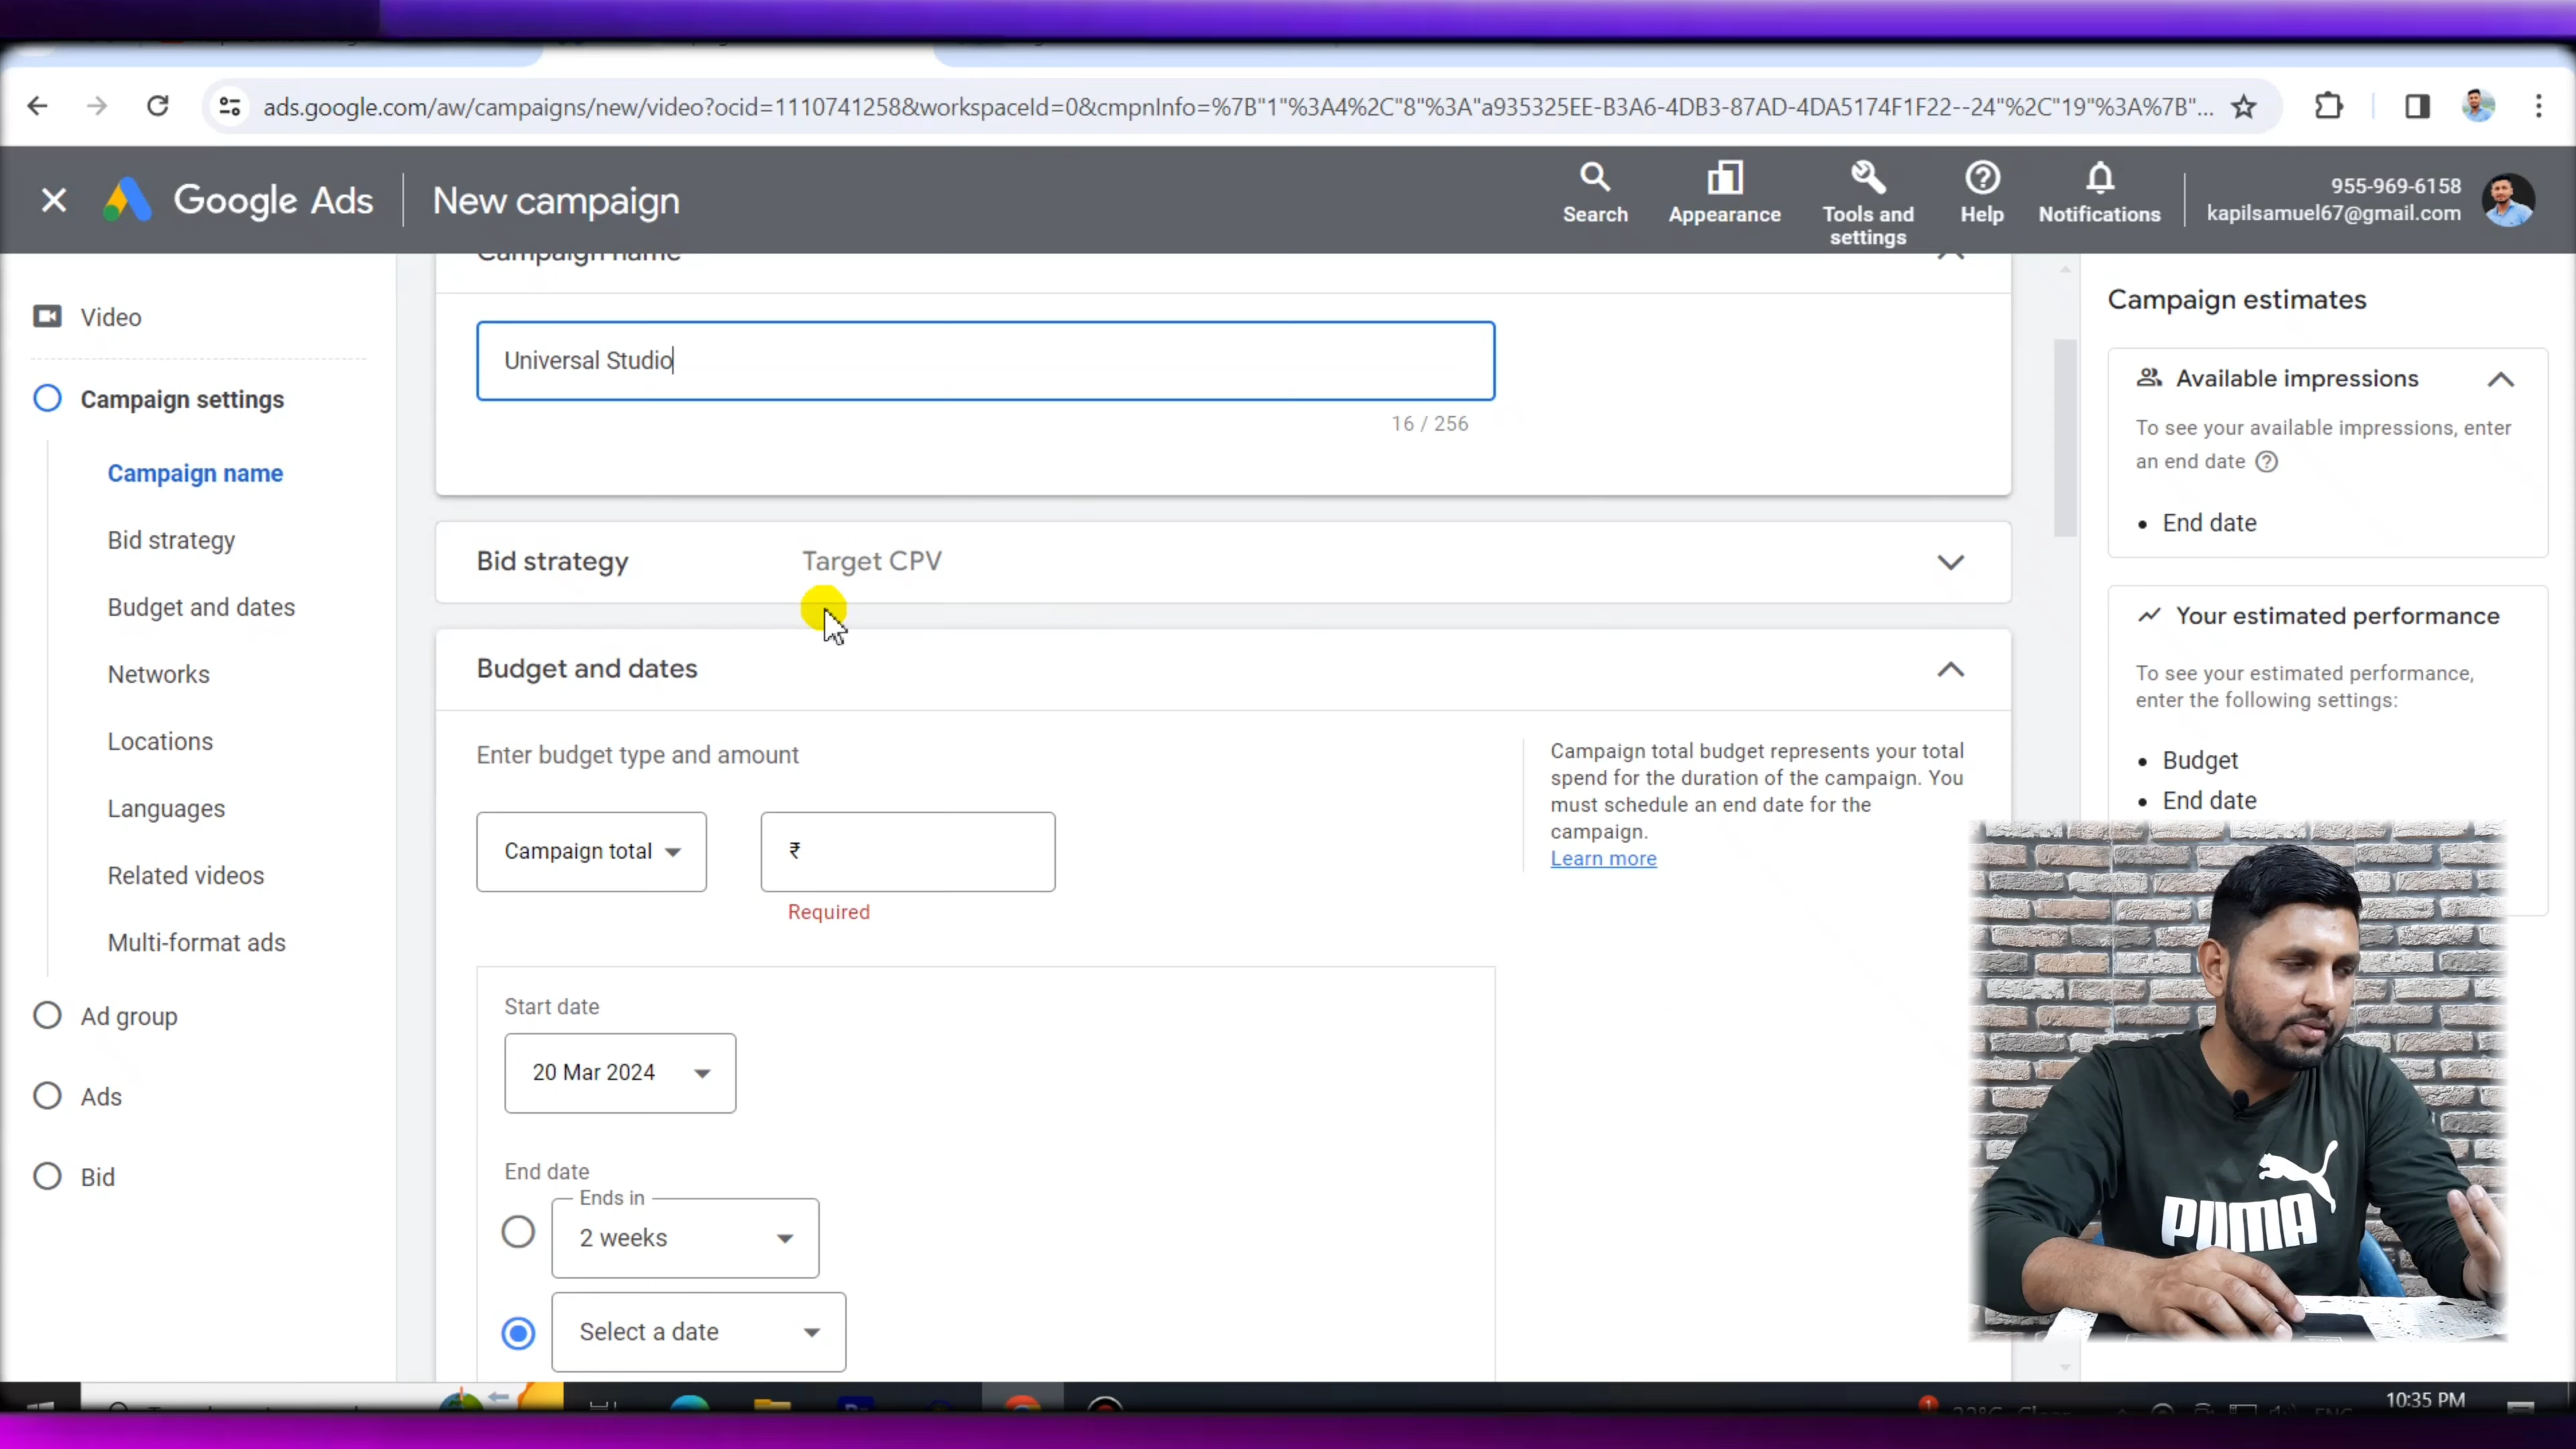 ads.google.com/aw/campaigns/new/video?ocid=1110741258&workspaceId=0&cmpnInfo=%7B"1"%3A4%2C"8"%3A"a935325EE-B3A6-4DB3-87AD-4DA5174F1F22--24"%2C"19"%3A%7B"...
Google Ads
New campaign
Search
Appearance
Tools and settings
Help
Notifications
955-969-6158
kapilsamuel67@gmail.com
Video
Campaign settings
Campaign name
Bid strategy
Budget and dates
Networks
Locations
Languages
Related videos
Multi-format ads
Ad group
Ads
Bid
Campaign name
Universal Studio
16 / 256
Bid strategy
Target CPV
Budget and dates
Enter budget type and amount
Campaign total
₹
Required
Campaign total budget represents your total
spend for the duration of the campaign. You
must schedule an end date for the
campaign.
Learn more
Start date
20 Mar 2024
End date
Ends in
2 weeks
Select a date
Campaign estimates
Available impressions
To see your available impressions, enter
an end date
• End date
Your estimated performance
To see your estimated performance,
enter the following settings:
• Budget
• End date
PUMA
10:35 PM